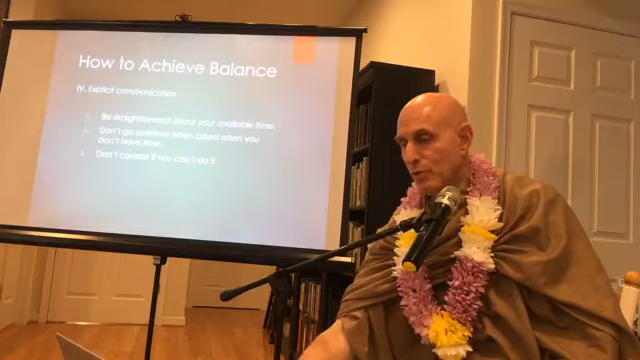 How to Achieve Balance
IV. Explicit communication
1. Be straightforward about your available time.
2. Don't go overtime when asked when you
don't have time.
3. Don't commit if you can't do it